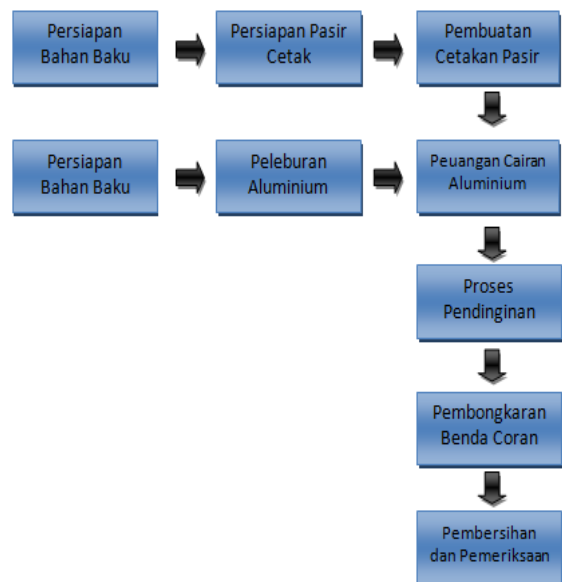 Persiapan
Bahan Baku
Persiapan Pasir
Cetak
Pembuatan
Cetakan Pasir
Persiapan
Bahan Baku
Peleburan
Aluminium
Peuangan Cairan
Aluminium
Proses
Pendinginan
Pembongkaran
Benda Coran
Pembersihan
dan Pemeriksaan